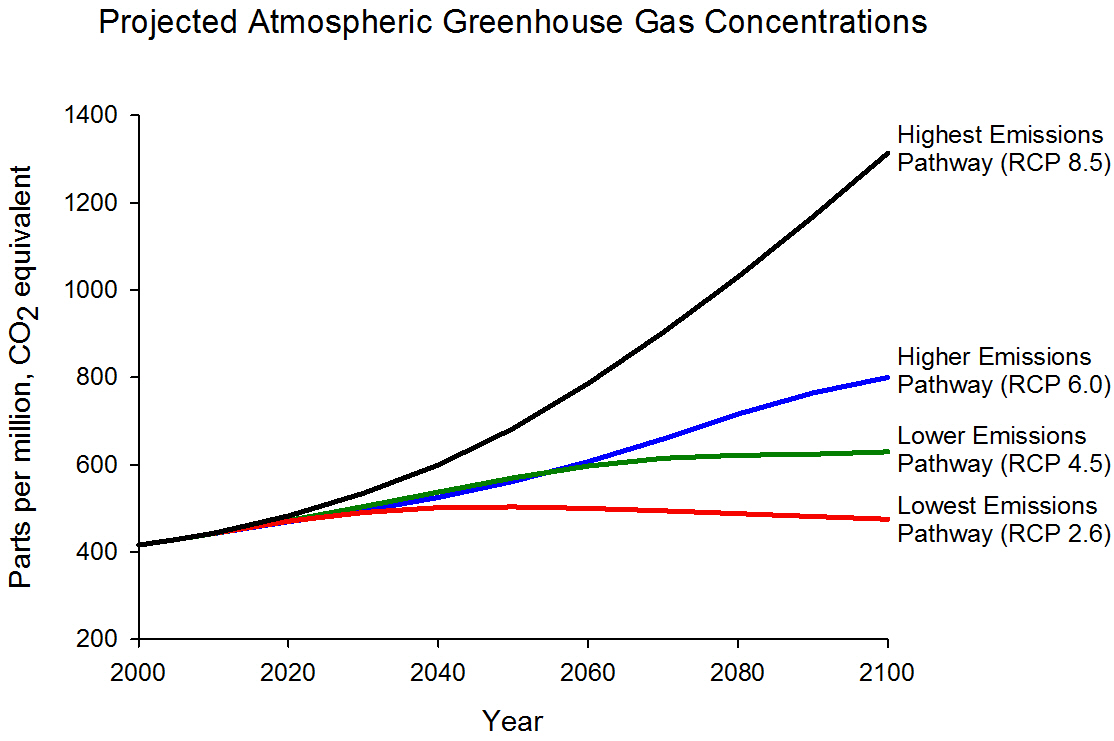 Projected Atmospheric Greenhouse Gas Concentrations
Parts per million, CO2 equivalent
1400
1200
1000
800
600
400
200
Highest Emissions
Pathway (RCP 8.5)
Higher Emissions
Pathway (RCP 6.0)
Lower Emissions
Pathway (RCP 4.5)
Lowest Emissions
Pathway (RCP 2.6)
2000 2020 2040 2060 2080 2100
Year